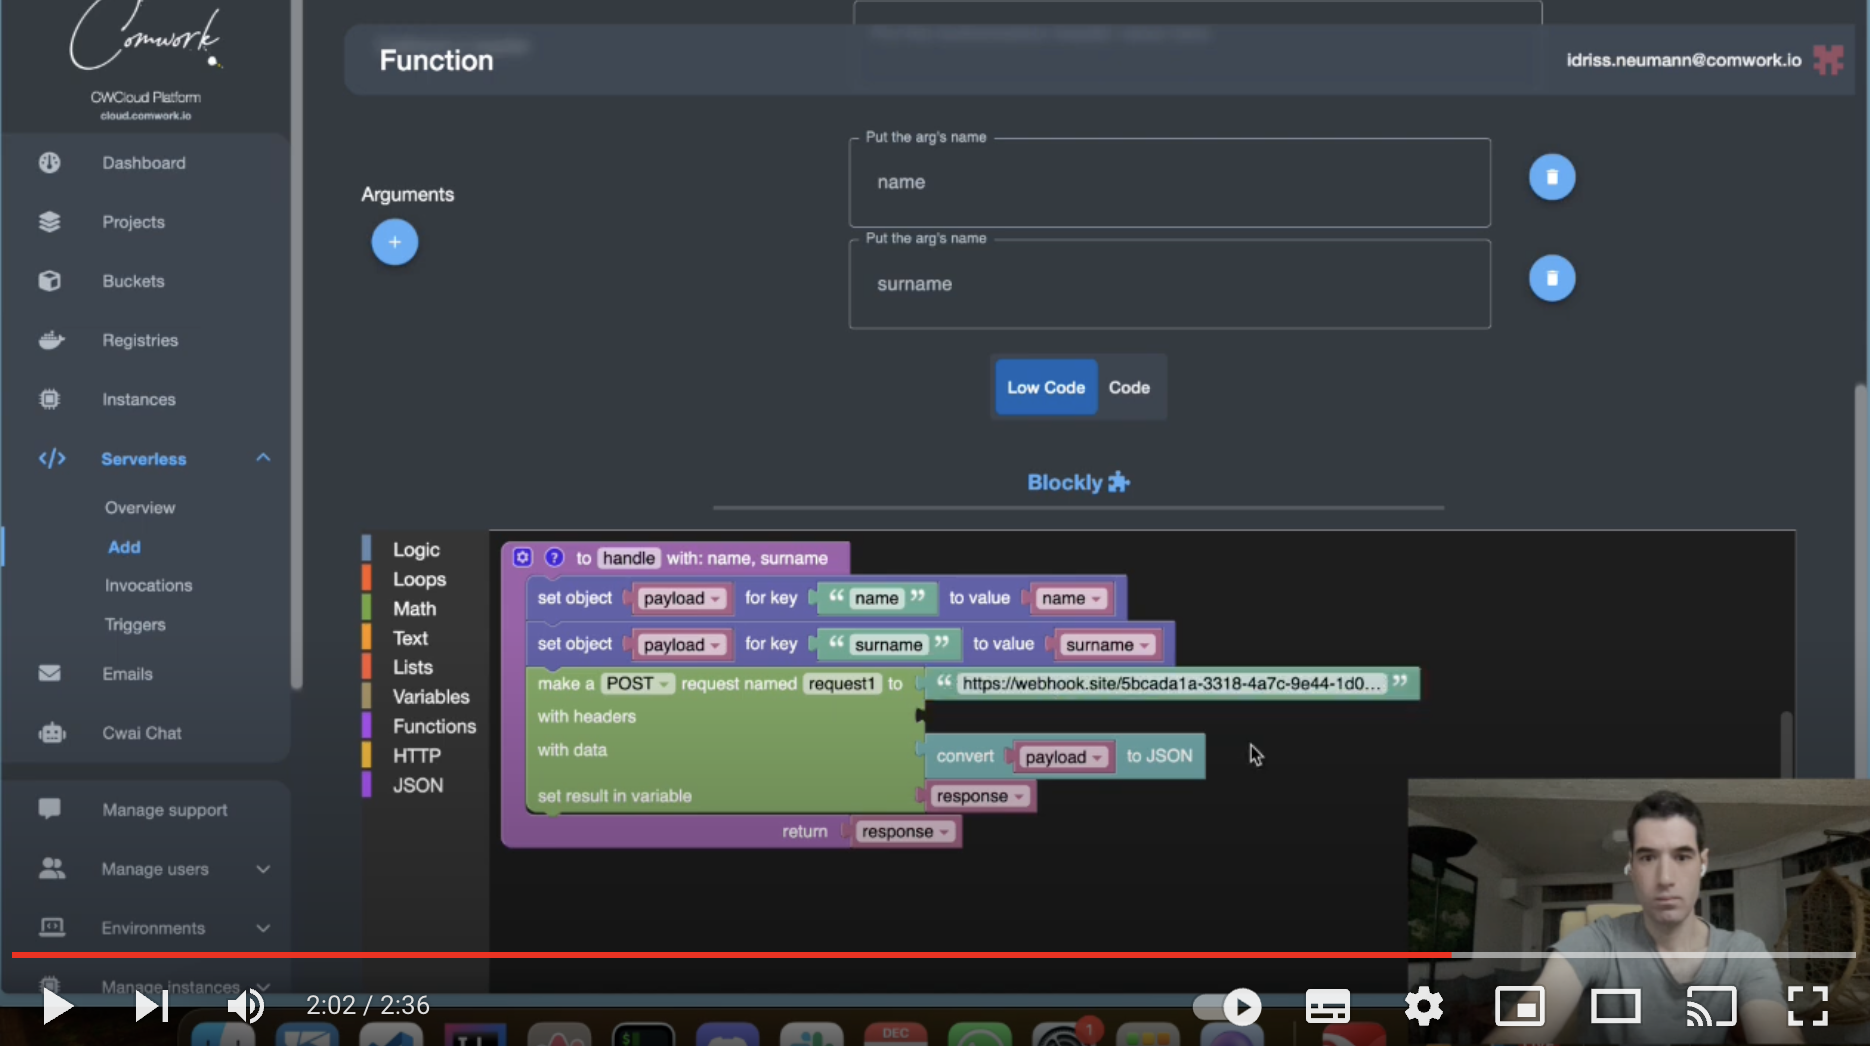 Comwork
CWCloud Platform
cloud.comwork.io
Function
idriss.neumann@comwork.io
Dashboard
Projects
Buckets
Registries
Instances
Serverless
Overview
Add
Invocations
Triggers
Emails
Cwai Chat
Manage support
Manage users
Environments
Manage instances
Arguments
+
Put the arg's name
name
Put the arg's name
surname
Low Code Code
Blockly
Logic
Loops
Math
Text
Lists
Variables
Functions
HTTP
JSON
? to handle with: name, surname
set object payload for key “ name ” to value name
set object payload for key “ surname ” to value surname
make a POST request named request1 to “ https://webhook.site/5bcada1a-3318-4a7c-9e44-1d0... ”
with headers
with data convert payload to JSON
set result in variable response
return response
2:02 / 2:36
DEC
1